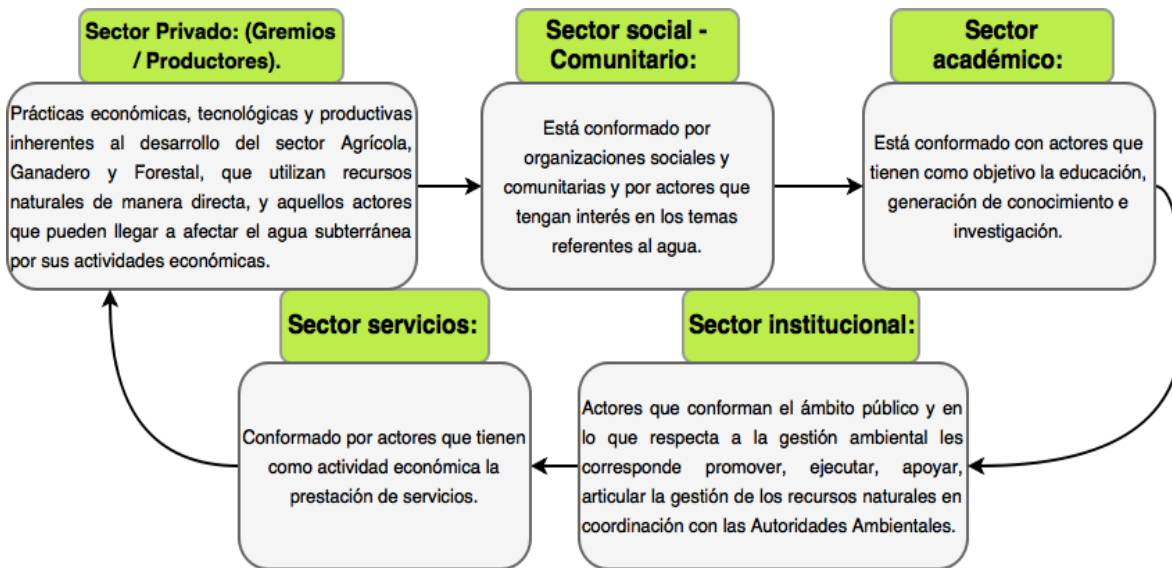 Sector Privado: (Gremios
/ Productores).
Prácticas económicas, tecnológicas y productivas
inherentes al desarrollo del sector Agrícola,
Ganadero y Forestal, que utilizan recursos
naturales de manera directa, y aquellos actores
que pueden llegar a afectar el agua subterránea
por sus actividades económicas.
Sector social -
Comunitario:
Está conformado por
organizaciones sociales y
comunitarias y por actores que
tengan interés en los temas
referentes al agua.
Sector
académico:
Está conformado con actores que
tienen como objetivo la educación,
generación de conocimiento e
investigación.
Sector institucional:
Actores que conforman el ámbito público y en
lo que respecta a la gestión ambiental les
corresponde promover, ejecutar, apoyar,
articular la gestión de los recursos naturales en
coordinación con las Autoridades Ambientales.
Sector servicios:
Conformado por actores que tienen
como actividad económica la
prestación de servicios.